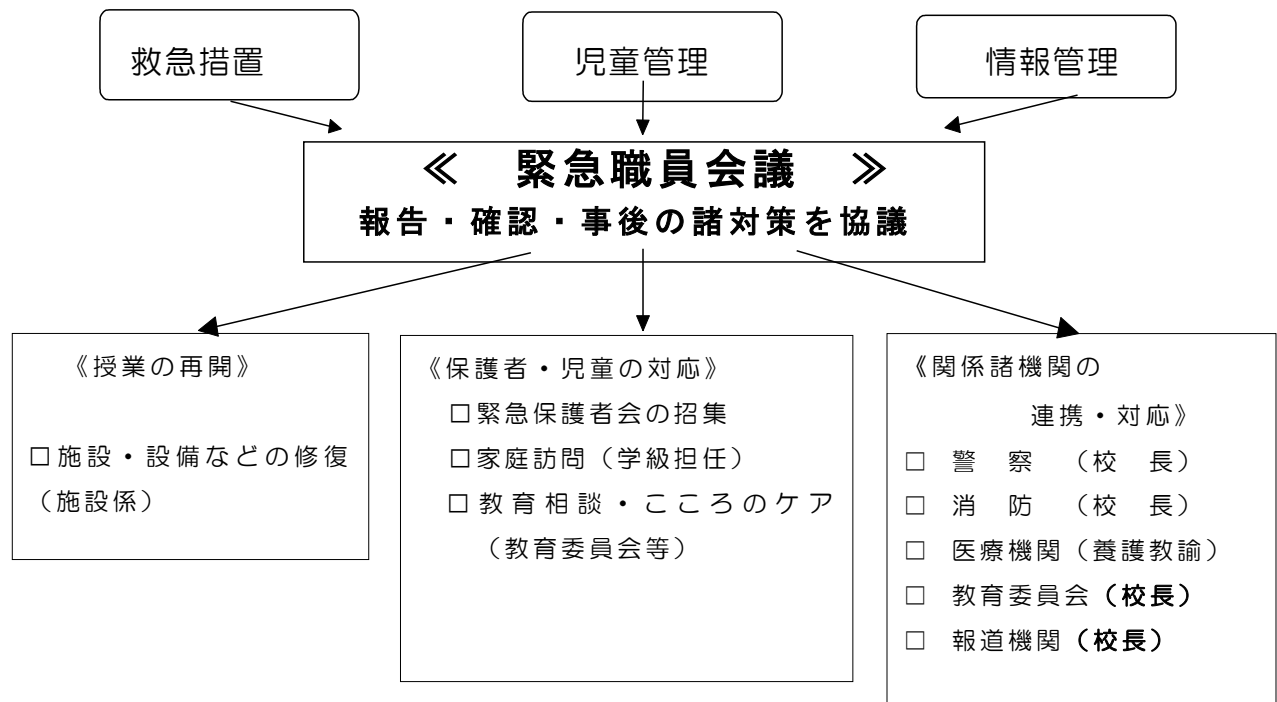 救急措置
児童管理
情報管理
≪　緊急職員会議　≫
報告・確認・事後の諸対策を協議
《授業の再開》
□施設・設備などの修復
（施設係）
《保護者・児童の対応》
□緊急保護者会の招集
□家庭訪問（学級担任）
□教育相談・こころのケア
（教育委員会等）
《関係諸機関の
連携・対応》
□　警　察　（校　長）
□　消　防　（校　長）
□　医療機関（養護教諭）
□　教育委員会（校長）
□　報道機関（校長）